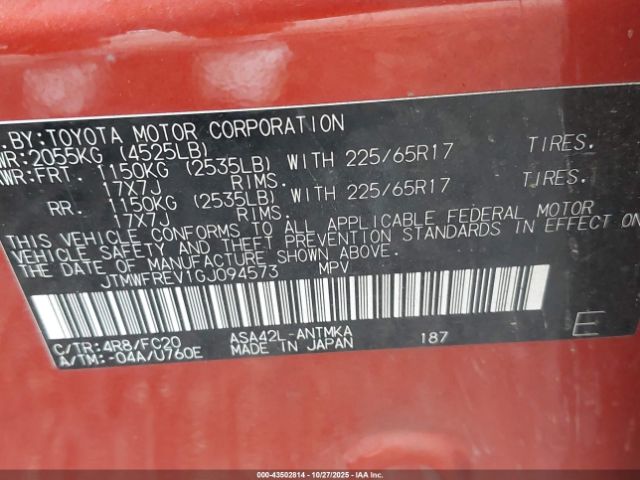 .BY:TOYOTA MOTOR CORPORATION
WR:2055KG (4525LB)
WR:FRT. 1150KG (2535LB) WITH 225/65R17 TIRES.
17X7J RIMS.
RR. 1150KG (2535LB) WITH 225/65R17 TIRES.
17X7J RIMS.
THIS VEHICLE CONFORMS TO ALL APPLICABLE FEDERAL MOTOR
VEHICLE SAFETY AND THEFT PREVENTION STANDARDS IN EFFECT ON
THE DATE OF MANUFACTURE SHOWN ABOVE.
JTMWFREV1GJ094573 MPV
C/TR:4R8/FC20 ASA42L-ANTMKA 187 E
A/TM:-04A/U760E MADE IN JAPAN
000-43502814 | 10/27/2025 | IAAI.COM